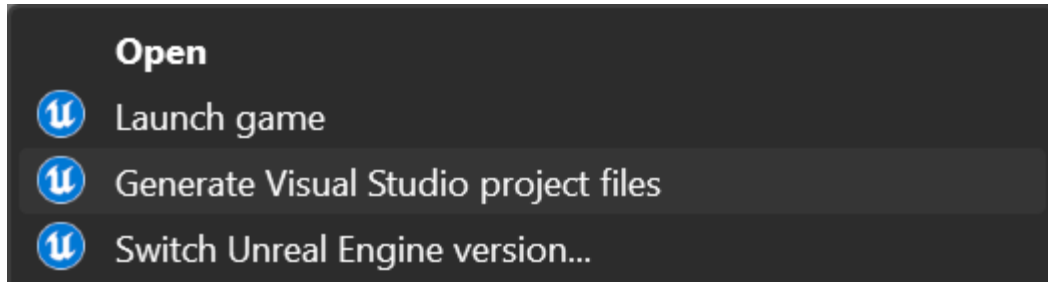 Open
Launch game
Generate Visual Studio project files
Switch Unreal Engine version...